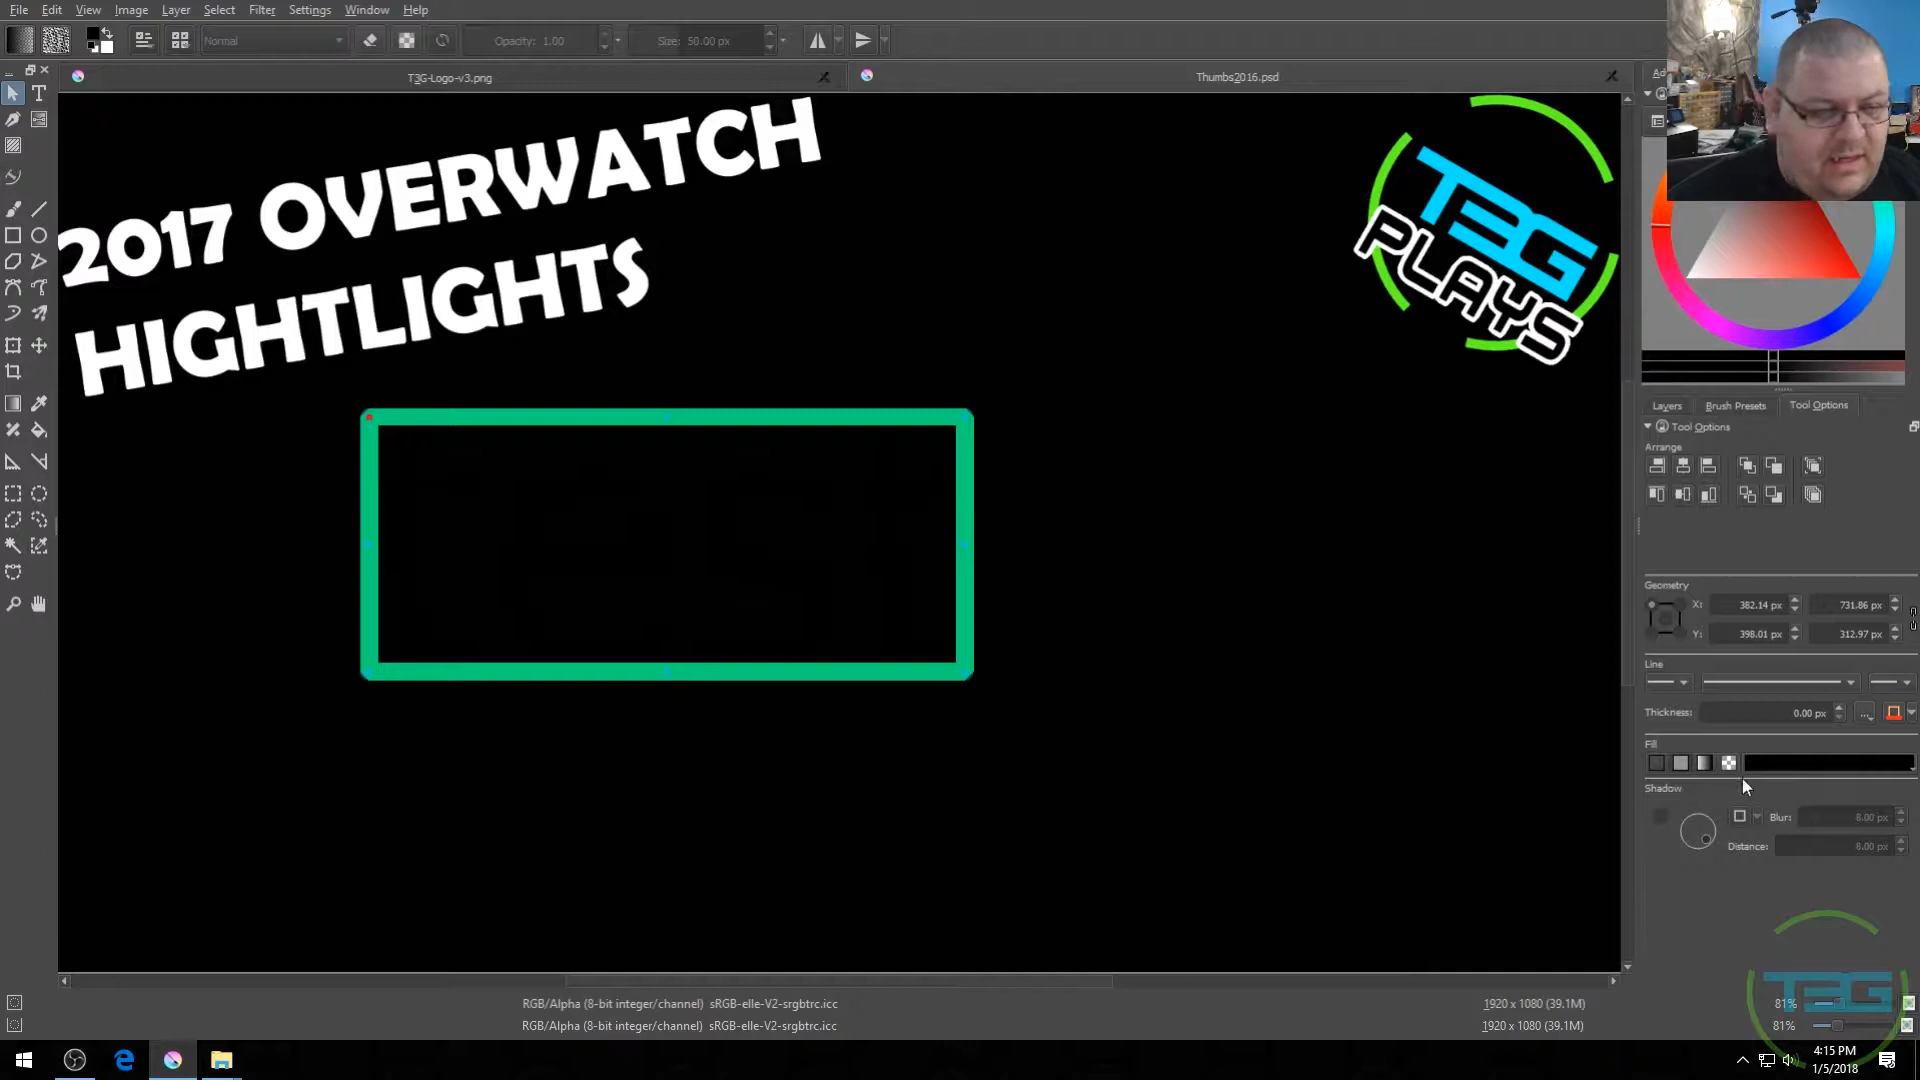 File Edit View Image Layer Select Filter Settings Window Help
Normal Opacity: 1.00 Size: 50.00 px
T3G-Logo-v3.png Thumbs2016.psd
2017 OVERWATCH
HIGHTLIGHTS
T3G
PLAYS
Layers Brush Presets Tool Options
Tool Options
Arrange
Geometry
X: 382.14 px 731.86 px
Y: 398.01 px 312.97 px
Line
Thickness: 0.00 px ...
Fill
Shadow
Blur: 8.00 px
Distance: 8.00 px
T3G
RGB/Alpha (8-bit integer/channel) sRGB-elle-V2-srgbtrc.icc 1920 x 1080 (39.1M) 81%
RGB/Alpha (8-bit integer/channel) sRGB-elle-V2-srgbtrc.icc 1920 x 1080 (39.1M) 81%
4:15 PM
1/5/2018